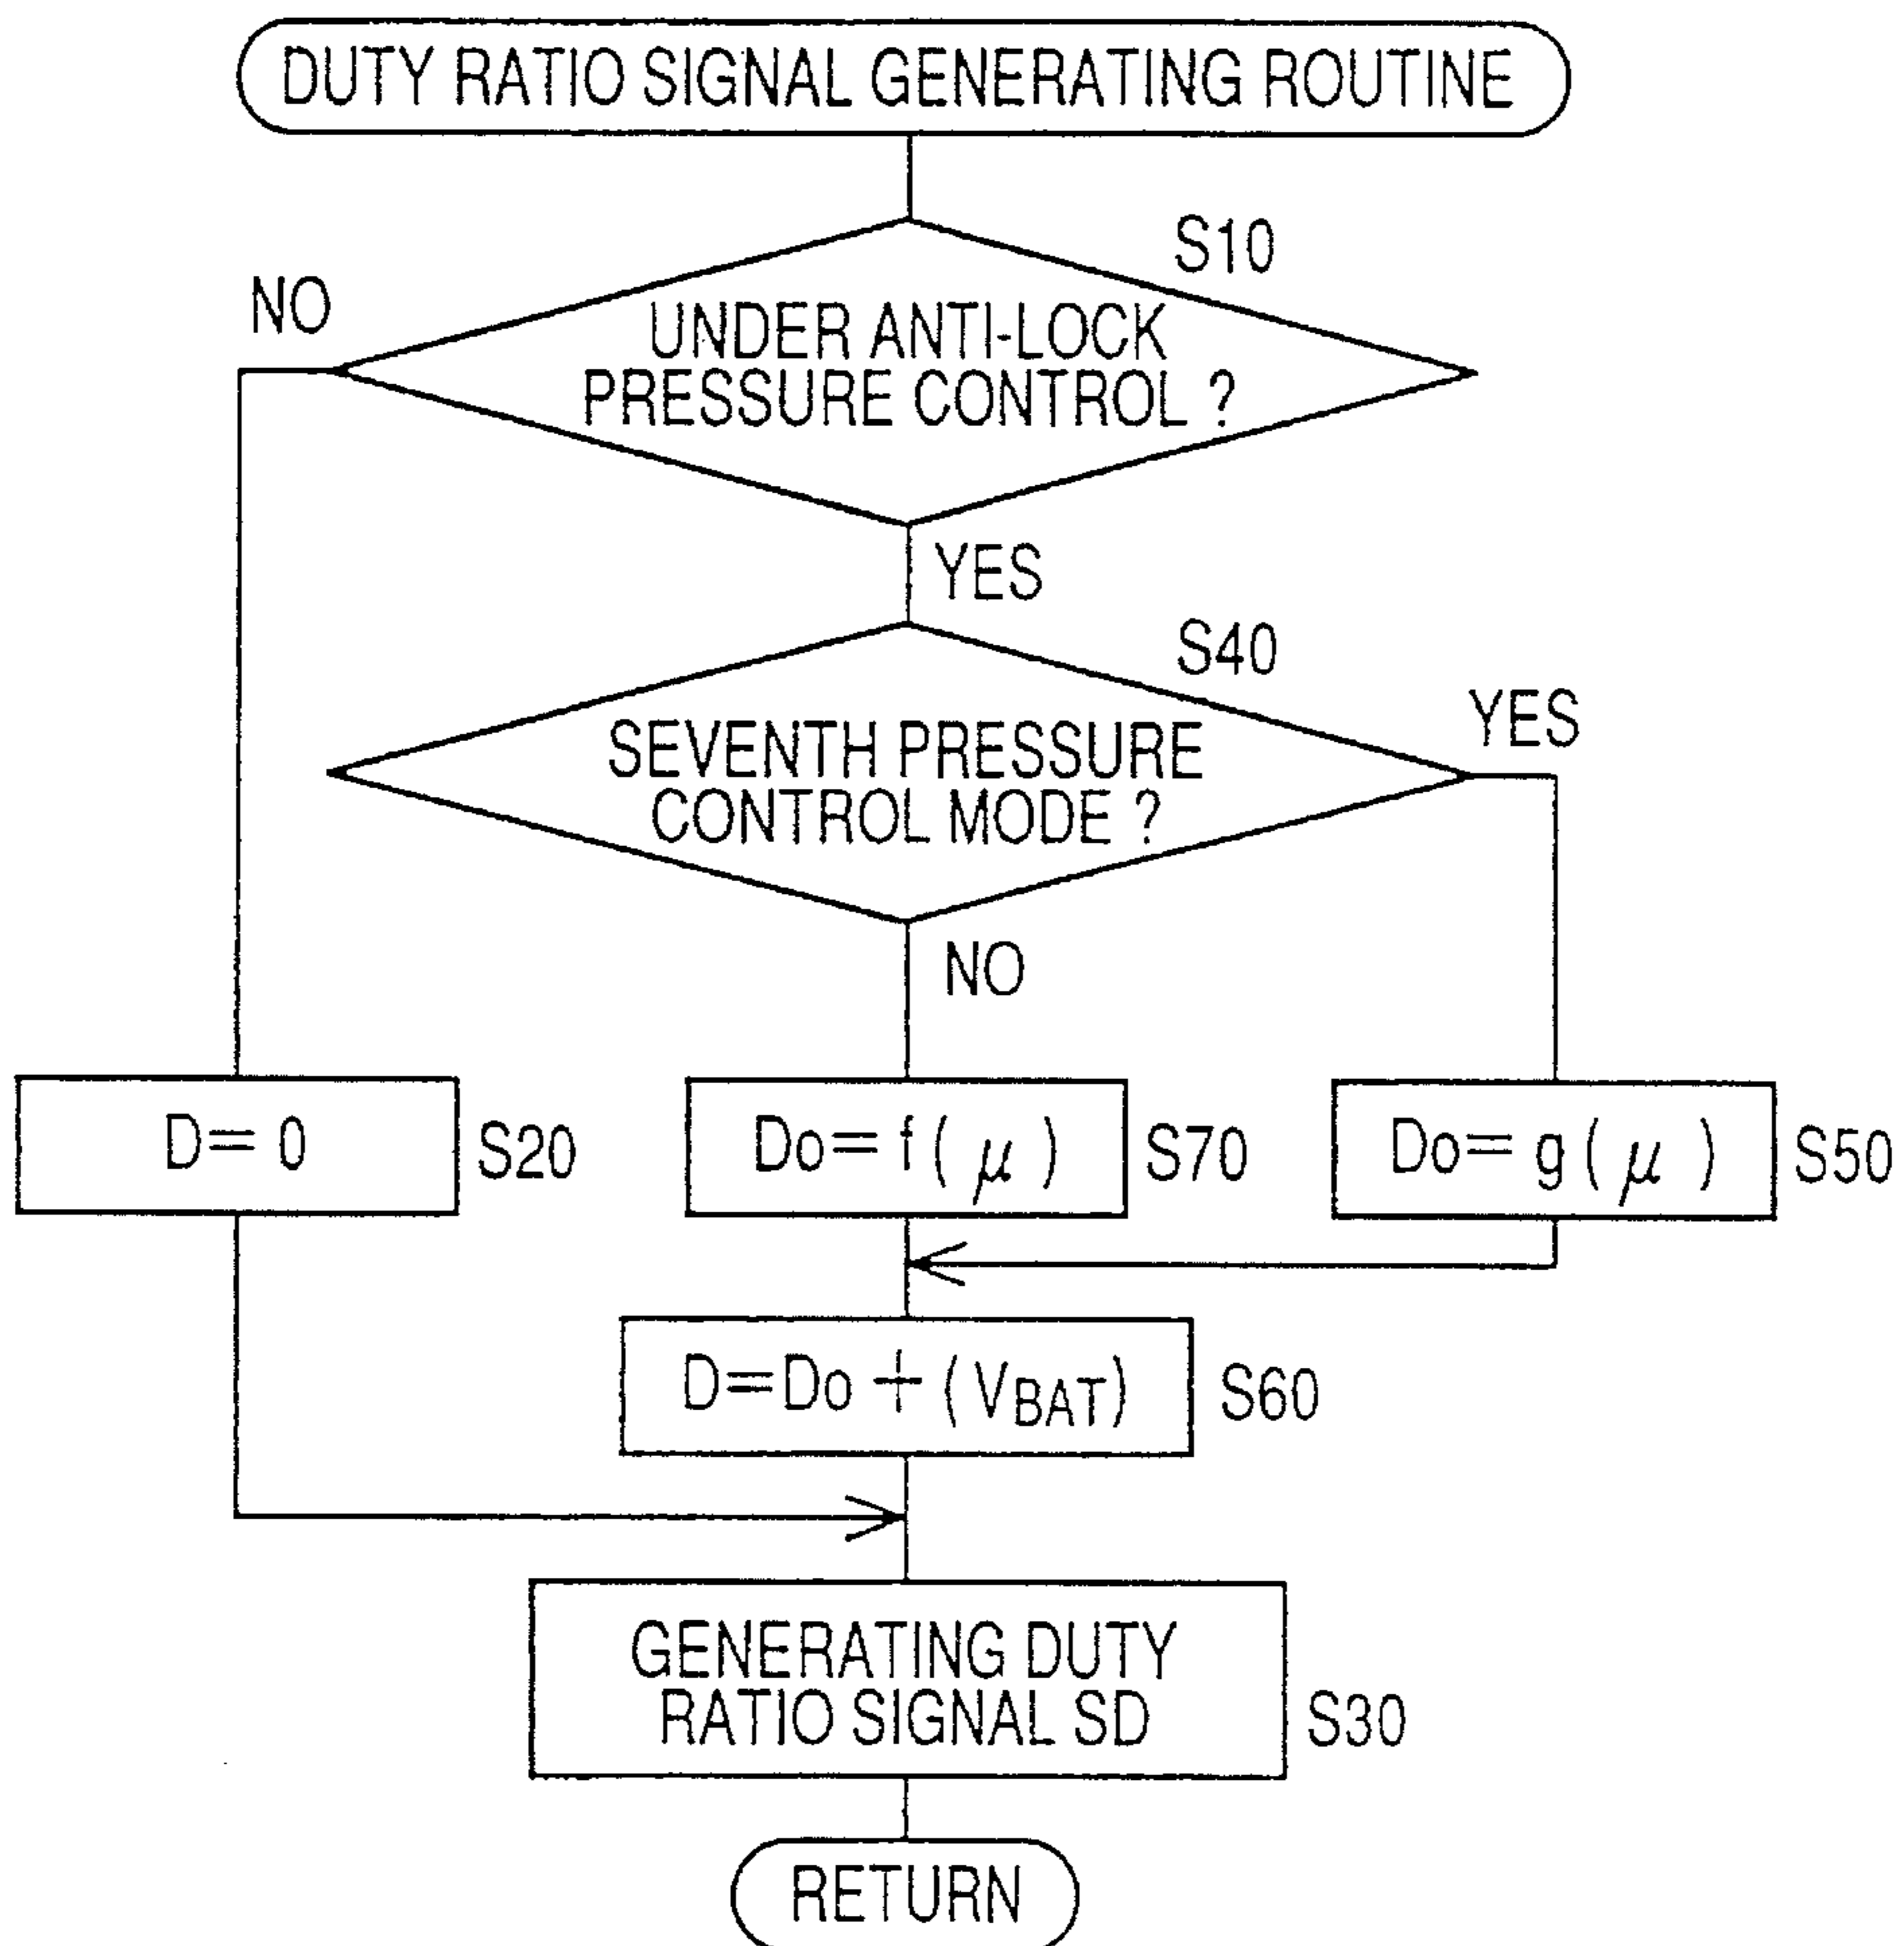 DUTY RATIO SIGNAL GENERATING ROUTINE
S10
NO
UNDER ANTI-LOCK
PRESSURE CONTROL ?
YES
S40
YES
SEVENTH PRESSURE
CONTROL MODE ?
NO
D= 0
S20
Do= f( μ )
S70
Do= g( μ )
S50
D=Do + (VBAT)
S60
GENERATING DUTY
RATIO SIGNAL SD
S30
RETURN